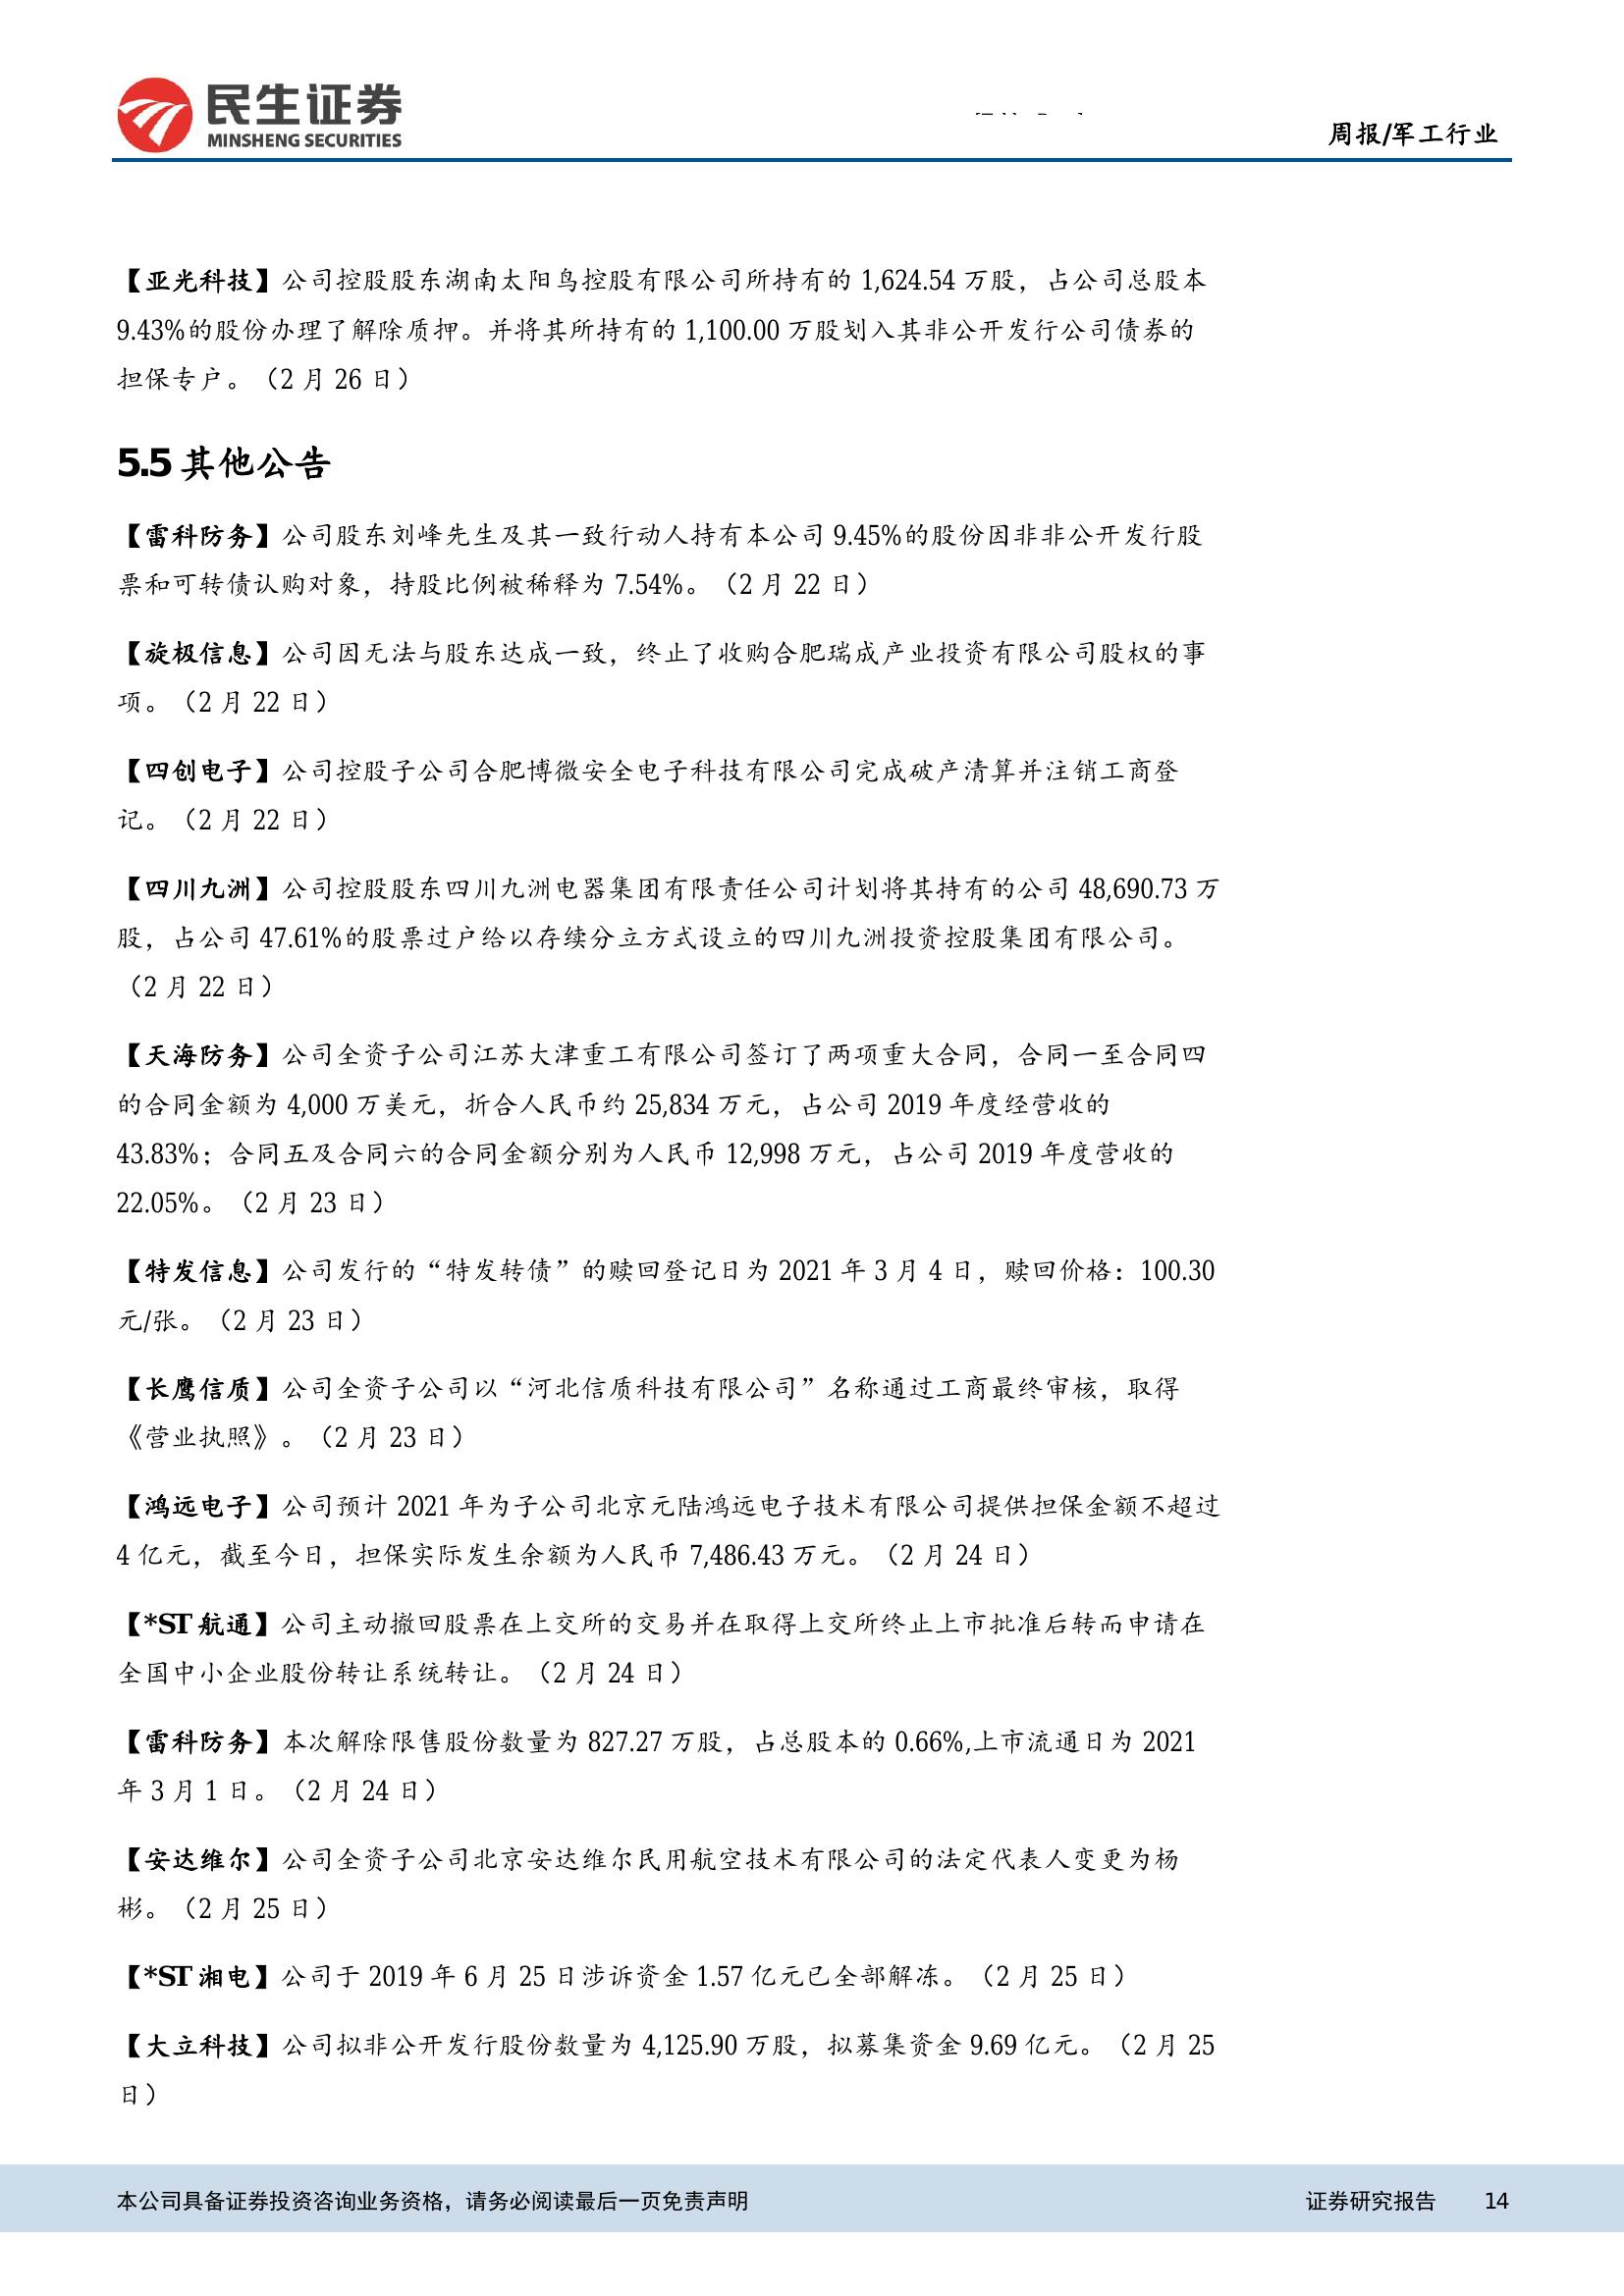 民生证券
MINSHENG SECURITIES
周报/军工行业
【亚光科技】公司控股股东湖南太阳鸟控股有限公司所持有的 1,624.54 万股，占公司总股本
9.43%的股份办理了解除质押。并将其所持有的 1,100.00 万股划入其非公开发行公司债券的
担保专户。（2 月 26 日）
5.5 其他公告
【雷科防务】公司股东刘峰先生及其一致行动人持有本公司 9.45%的股份因非非公开发行股
票和可转债认购对象，持股比例被稀释为 7.54%。（2 月 22 日）
【旋极信息】公司因无法与股东达成一致，终止了收购合肥瑞成产业投资有限公司股权的事
项。（2 月 22 日）
【四创电子】公司控股子公司合肥博微安全电子科技有限公司完成破产清算并注销工商登
记。（2 月 22 日）
【四川九洲】公司控股股东四川九洲电器集团有限责任公司计划将其持有的公司 48,690.73 万
股，占公司 47.61%的股票过户给以存续分立方式设立的四川九洲投资控股集团有限公司。
（2 月 22 日）
【天海防务】公司全资子公司江苏大津重工有限公司签订了两项重大合同，合同一至合同四
的合同金额为 4,000 万美元，折合人民币约 25,834 万元，占公司 2019 年度经营收的
43.83%；合同五及合同六的合同金额分别为人民币 12,998 万元，占公司 2019 年度营收的
22.05%。（2 月 23 日）
【特发信息】公司发行的“特发转债”的赎回登记日为 2021 年 3 月 4 日，赎回价格：100.30
元/张。（2 月 23 日）
【长鹰信质】公司全资子公司以“河北信质科技有限公司”名称通过工商最终审核，取得
《营业执照》。（2 月 23 日）
【鸿远电子】公司预计 2021 年为子公司北京元陆鸿远电子技术有限公司提供担保金额不超过
4 亿元，截至今日，担保实际发生余额为人民币 7,486.43 万元。（2 月 24 日）
【*ST 航通】公司主动撤回股票在上交所的交易并在取得上交所终止上市批准后转而申请在
全国中小企业股份转让系统转让。（2 月 24 日）
【雷科防务】本次解除限售股份数量为 827.27 万股，占总股本的 0.66%,上市流通日为 2021
年 3 月 1 日。（2 月 24 日）
【安达维尔】公司全资子公司北京安达维尔民用航空技术有限公司的法定代表人变更为杨
彬。（2 月 25 日）
【*ST 湘电】公司于 2019 年 6 月 25 日涉诉资金 1.57 亿元已全部解冻。（2 月 25 日）
【大立科技】公司拟非公开发行股份数量为 4,125.90 万股，拟募集资金 9.69 亿元。（2 月 25
日）
本公司具备证券投资咨询业务资格，请务必阅读最后一页免责声明 证券研究报告 14